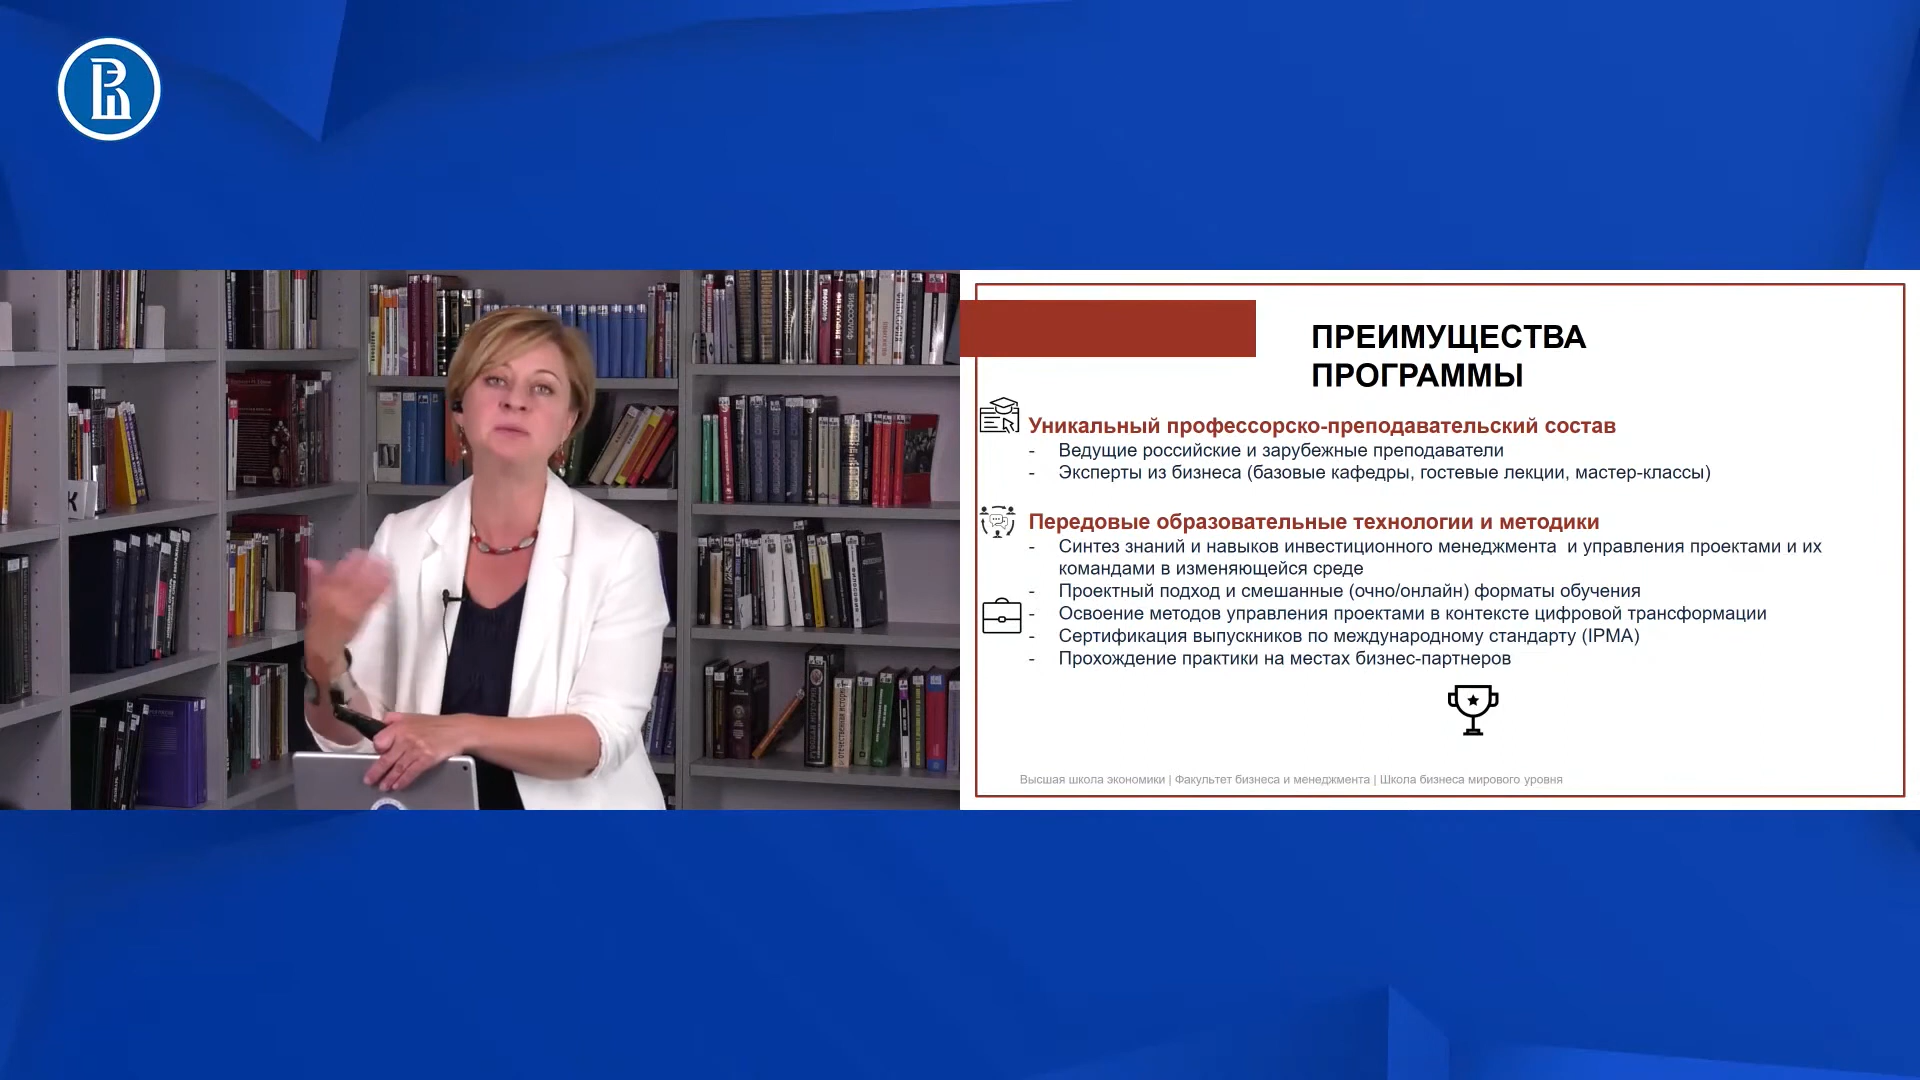 ПРЕИМУЩЕСТВА
ПРОГРАММЫ
Уникальный профессорско-преподавательский состав
- Ведущие российские и зарубежные преподаватели
- Эксперты из бизнеса (базовые кафедры, гостевые лекции, мастер-классы)
Передовые образовательные технологии и методики
- Синтез знаний и навыков инвестиционного менеджмента и управления проектами и их
командами в изменяющейся среде
- Проектный подход и смешанные (очно/онлайн) форматы обучения
- Освоение методов управления проектами в контексте цифровой трансформации
- Сертификация выпускников по международному стандарту (IPMA)
- Прохождение практики на местах бизнес-партнеров
Высшая школа экономики | Факультет бизнеса и менеджмента | Школа бизнеса мирового уровня